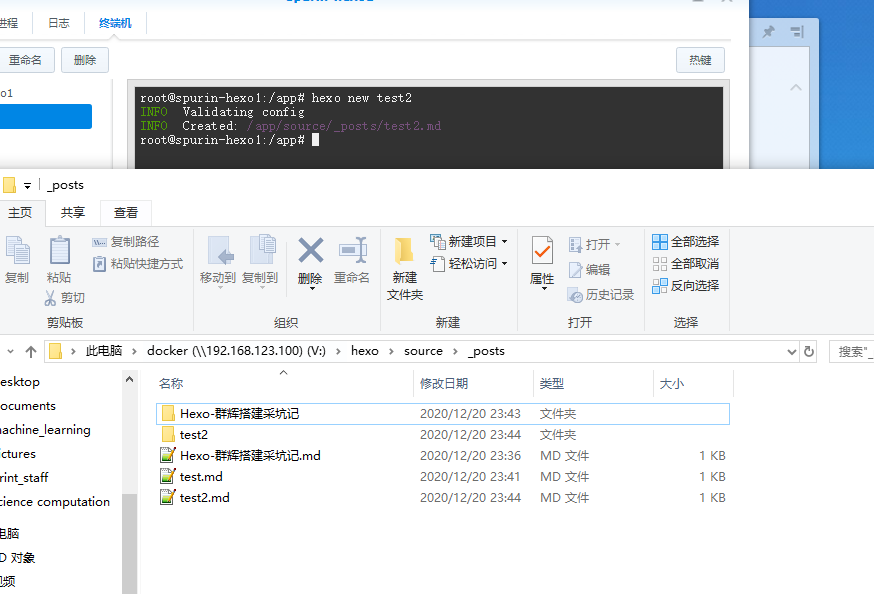 进程 日志 终端机
重命名 删除 热键
root@spurin-hexo1:/app# hexo new test2
INFO  Validating config
INFO  Created: /app/source/_posts/test2.md
root@spurin-hexo1:/app#
_posts
主页 共享 查看
复制 粘贴 复制路径 粘贴快捷方式 剪切
移动到 复制到 删除 重命名
新建文件夹 新建项目 轻松访问
属性 打开 编辑 历史记录
全部选择 全部取消 反向选择
剪贴板 组织 新建 打开 选择
此电脑 docker (\\192.168.123.100) (V:) hexo source _posts 搜索"_
名称 修改日期 类型 大小
Hexo-群辉搭建采坑记 2020/12/20 23:43 文件夹
test2 2020/12/20 23:44 文件夹
Hexo-群辉搭建采坑记.md 2020/12/20 23:36 MD 文件 1 KB
test.md 2020/12/20 23:41 MD 文件 1 KB
test2.md 2020/12/20 23:44 MD 文件 1 KB
esktop
ocuments
nachine_learning
ictures
rint_staff
cience computation
电脑
D 对象
视频